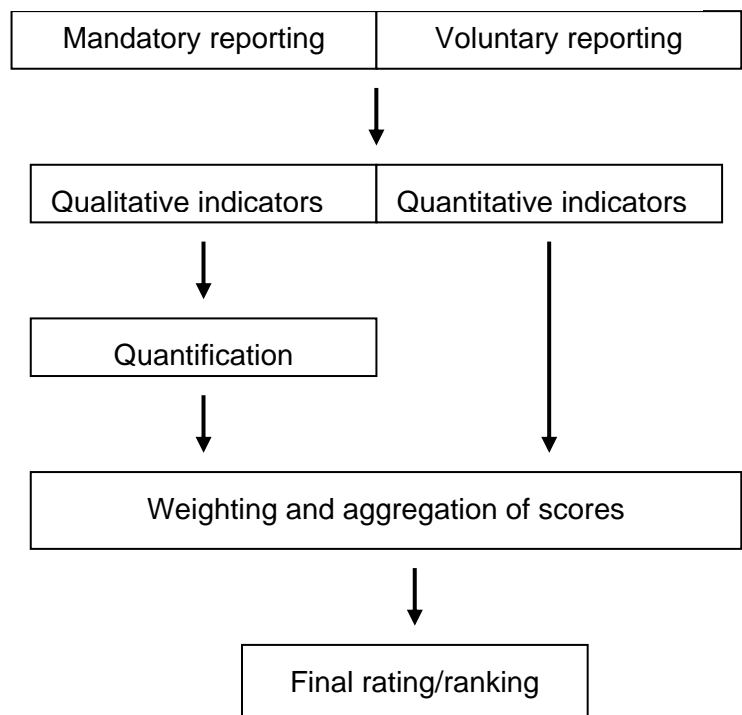 Mandatory reporting
Voluntary reporting
Qualitative indicators
Quantitative indicators
Quantification
Weighting and aggregation of scores
Final rating/ranking